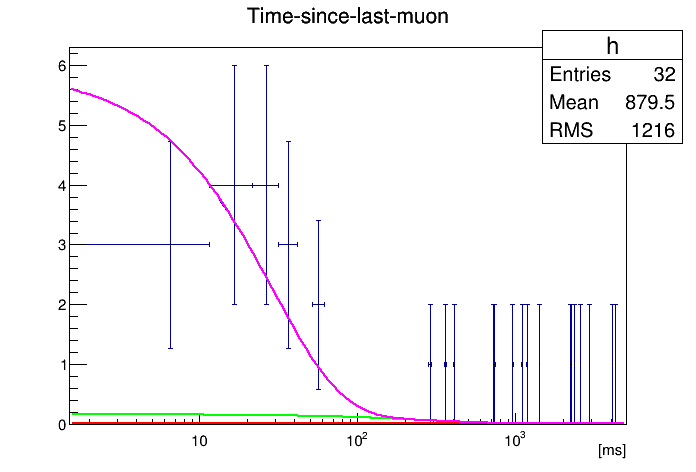 Time-since-last-muon
h
Entries 32
Mean 879.5
RMS 1216
6
5
4
3
2
1
0
10 10² 10³
[ms]